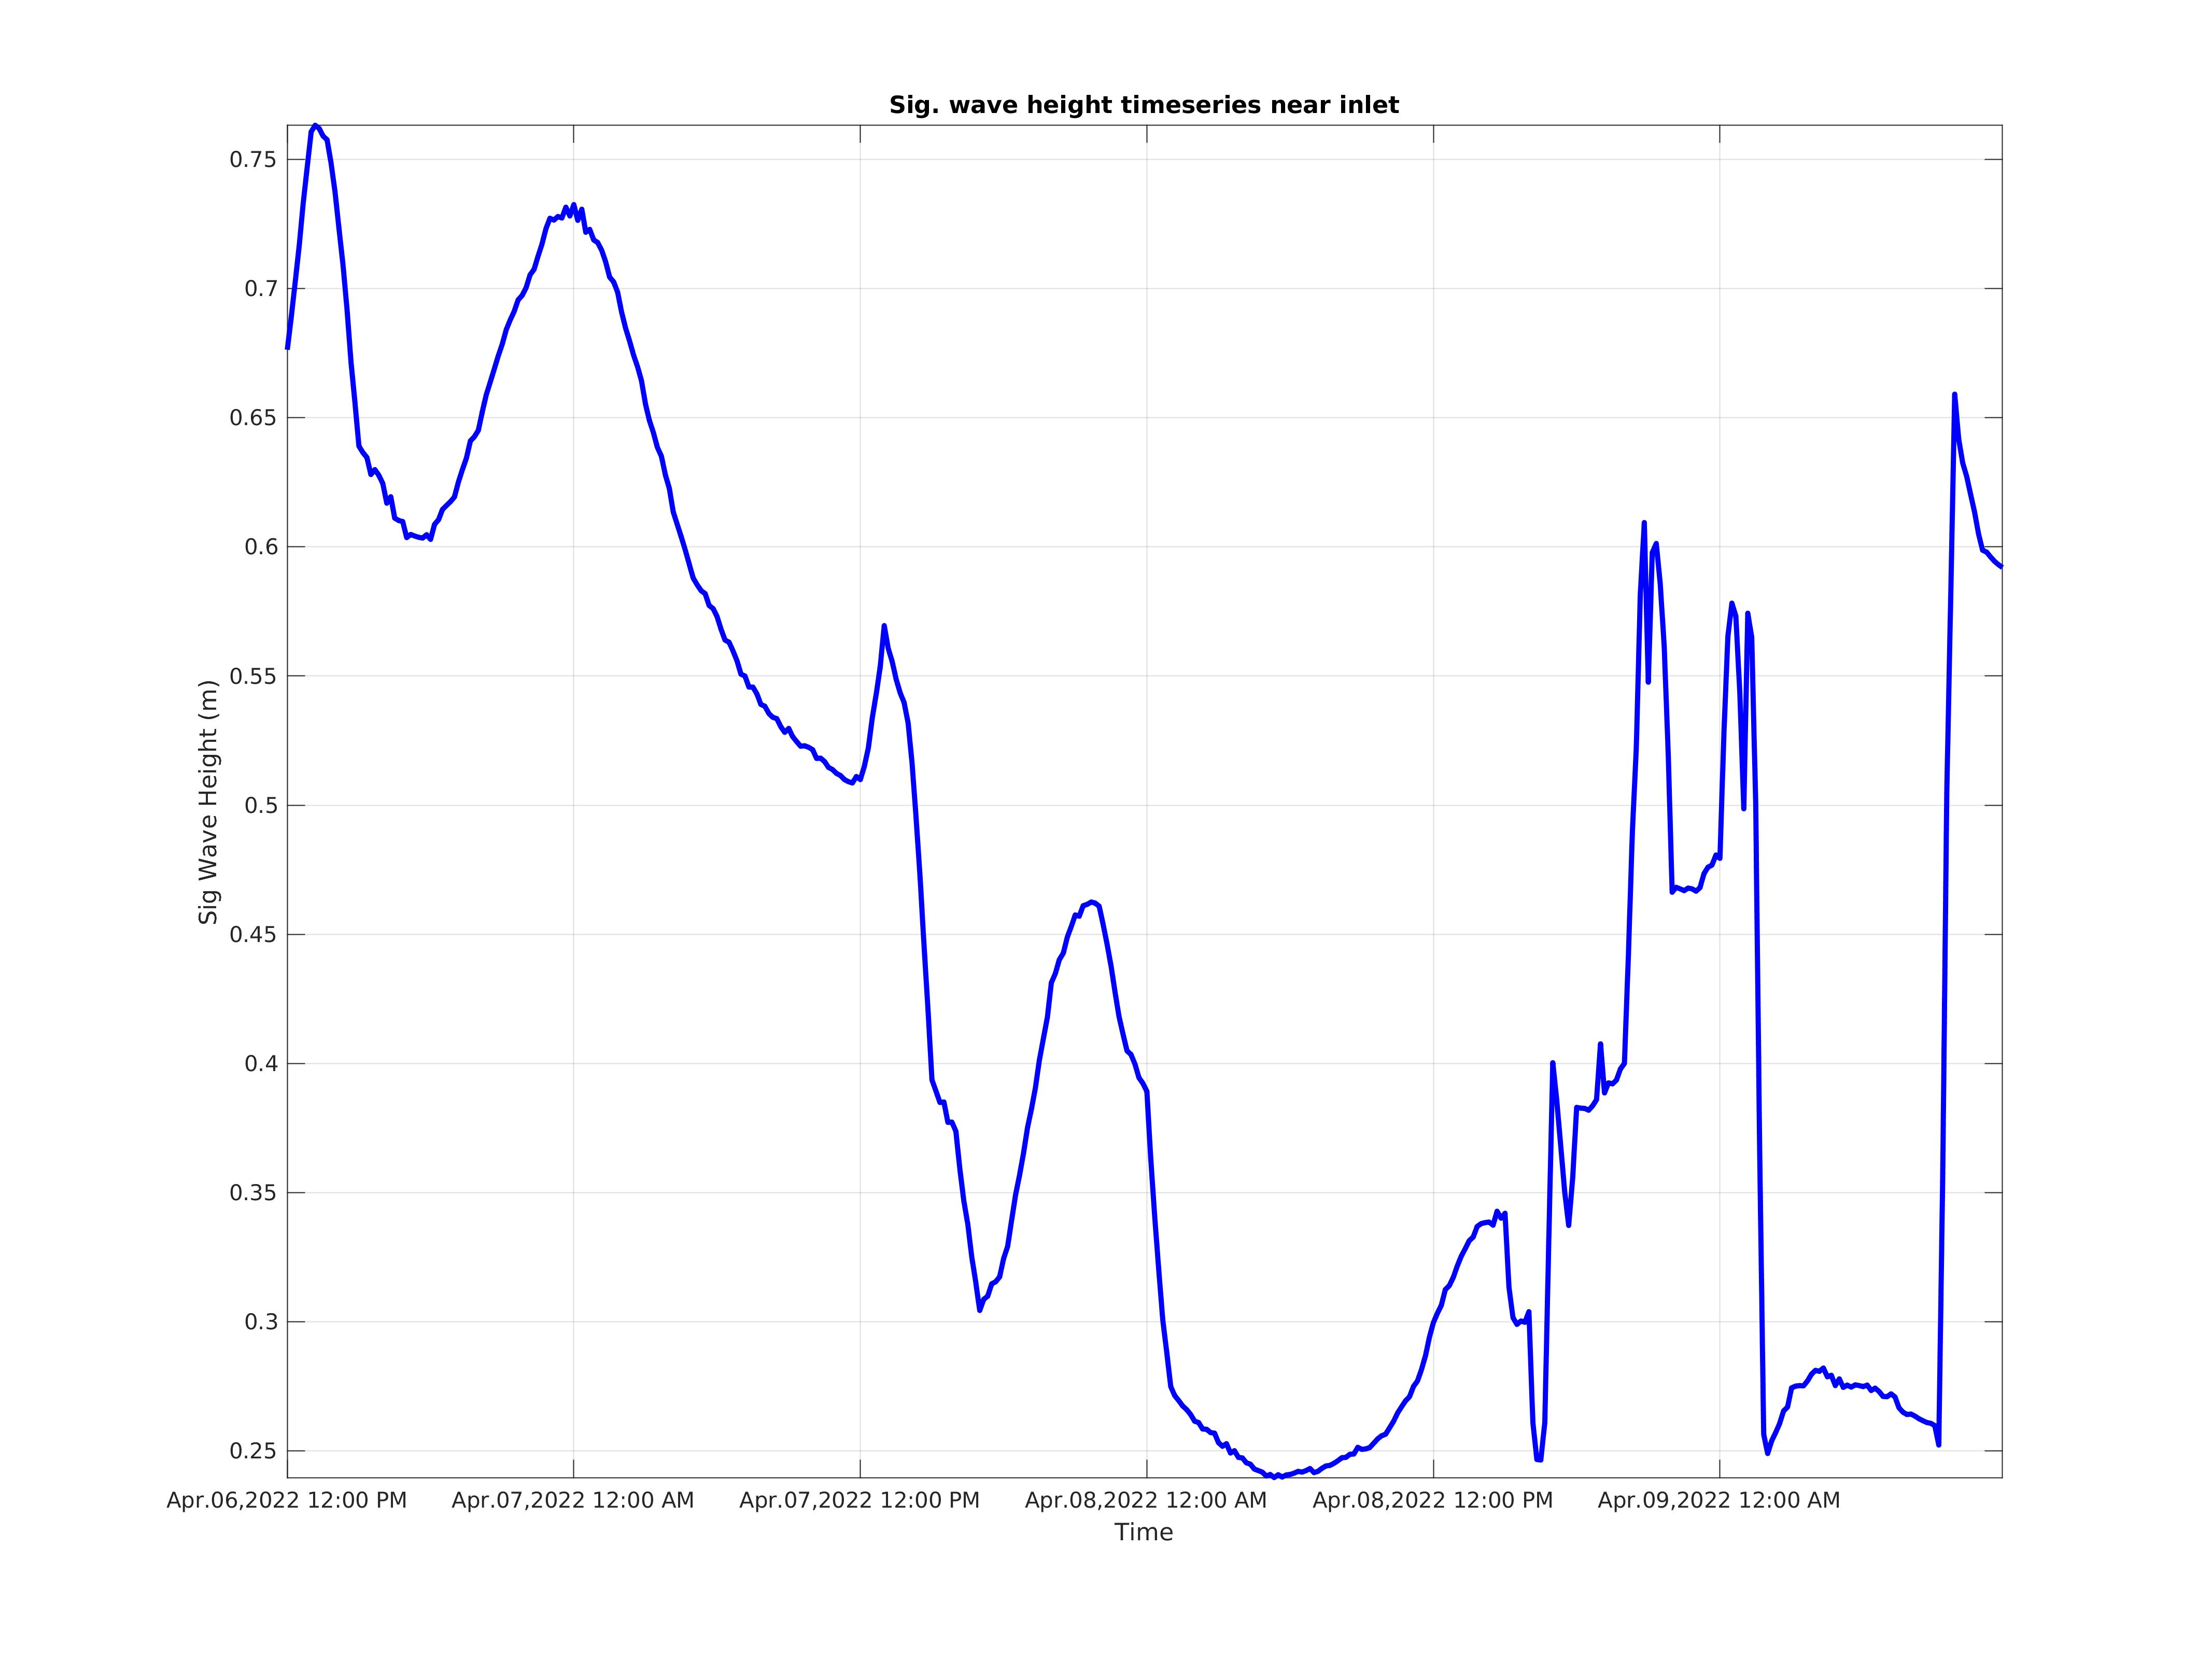 Sig. wave height timeseries near inlet
0.75
0.7
0.65
0.6
0.55
0.5
0.45
0.4
0.35
0.3
0.25
Sig Wave Height (m)
Apr.06,2022 12:00 PM Apr.07,2022 12:00 AM Apr.07,2022 12:00 PM Apr.08,2022 12:00 AM Apr.08,2022 12:00 PM Apr.09,2022 12:00 AM
Time